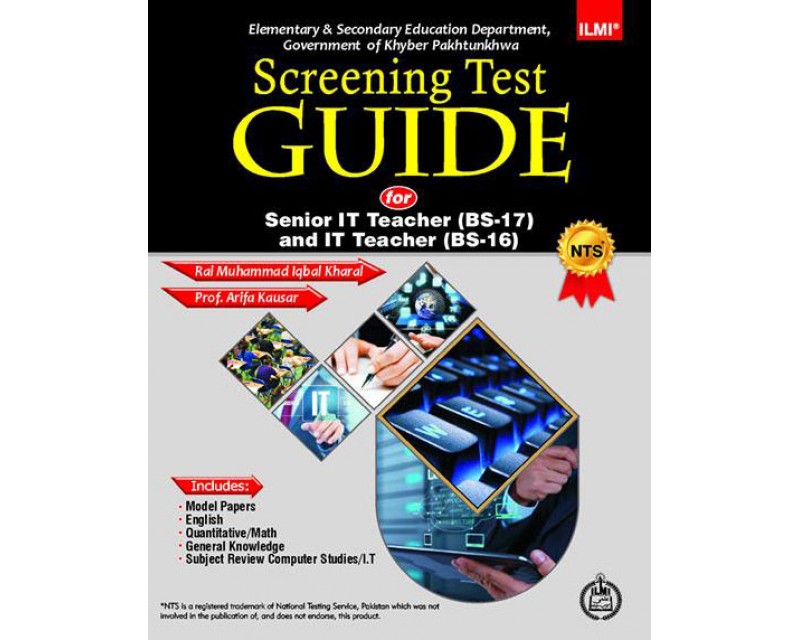 Elementary & Secondary Education Department,
Government of Khyber Pakhtunkhwa
ILMI®
Screening Test
GUIDE
for
Senior IT Teacher (BS-17)
and IT Teacher (BS-16)
NTS*
Rai Muhammad Iqbal Kharal
Prof. Arifa Kausar
IT
W E R
Includes:
· Model Papers
· English
· Quantitative/Math
· General Knowledge
· Subject Review Computer Studies/I.T
ILMI
*NTS is a registered trademark of National Testing Service, Pakistan which was not
involved in the publication of, and does not endorse, this product.